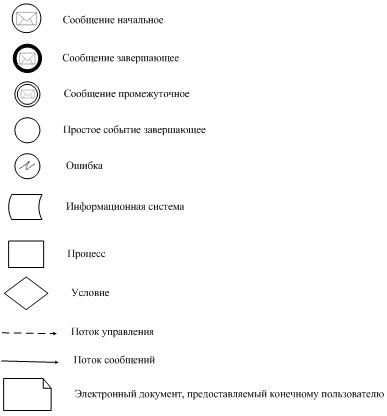 Сообщение начальное
Сообщение завершающее
Сообщение промежуточное
Простое событие завершающее
Ошибка
Информационная система
Процесс
Условие
Поток управления
Поток сообщений
Электронный документ, предоставляемый конечному пользователю